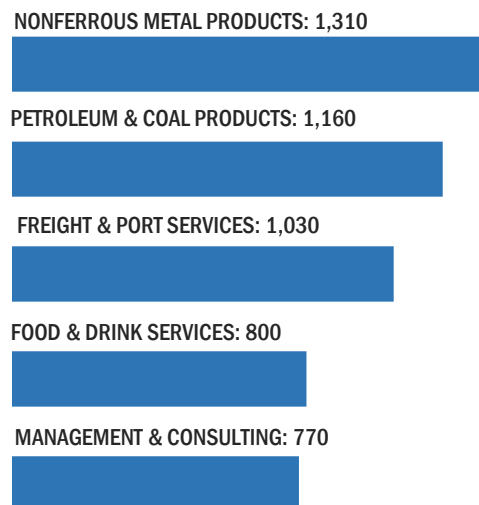 NONFERROUS METAL PRODUCTS: 1,310
PETROLEUM & COAL PRODUCTS: 1,160
FREIGHT & PORT SERVICES: 1,030
FOOD & DRINK SERVICES: 800
MANAGEMENT & CONSULTING: 770